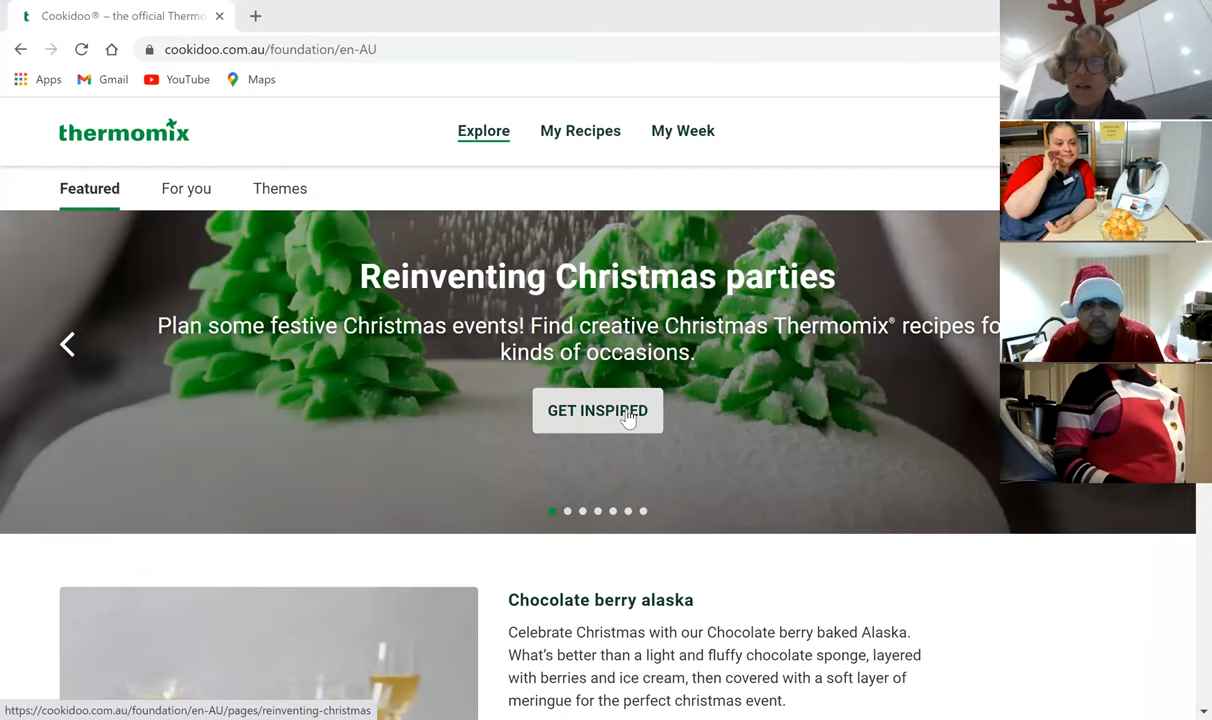 Cookidoo® – the official Thermo
cookidoo.com.au/foundation/en-AU
Apps Gmail YouTube Maps
thermomix
Explore My Recipes My Week
Featured For you Themes
Reinventing Christmas parties
Plan some festive Christmas events! Find creative Christmas Thermomix® recipes fo
kinds of occasions.
GET INSPIRED
Chocolate berry alaska
Celebrate Christmas with our Chocolate berry baked Alaska.
What's better than a light and fluffy chocolate sponge, layered
with berries and ice cream, then covered with a soft layer of
meringue for the perfect christmas event.
https://cookidoo.com.au/foundation/en-AU/pages/reinventing-christmas